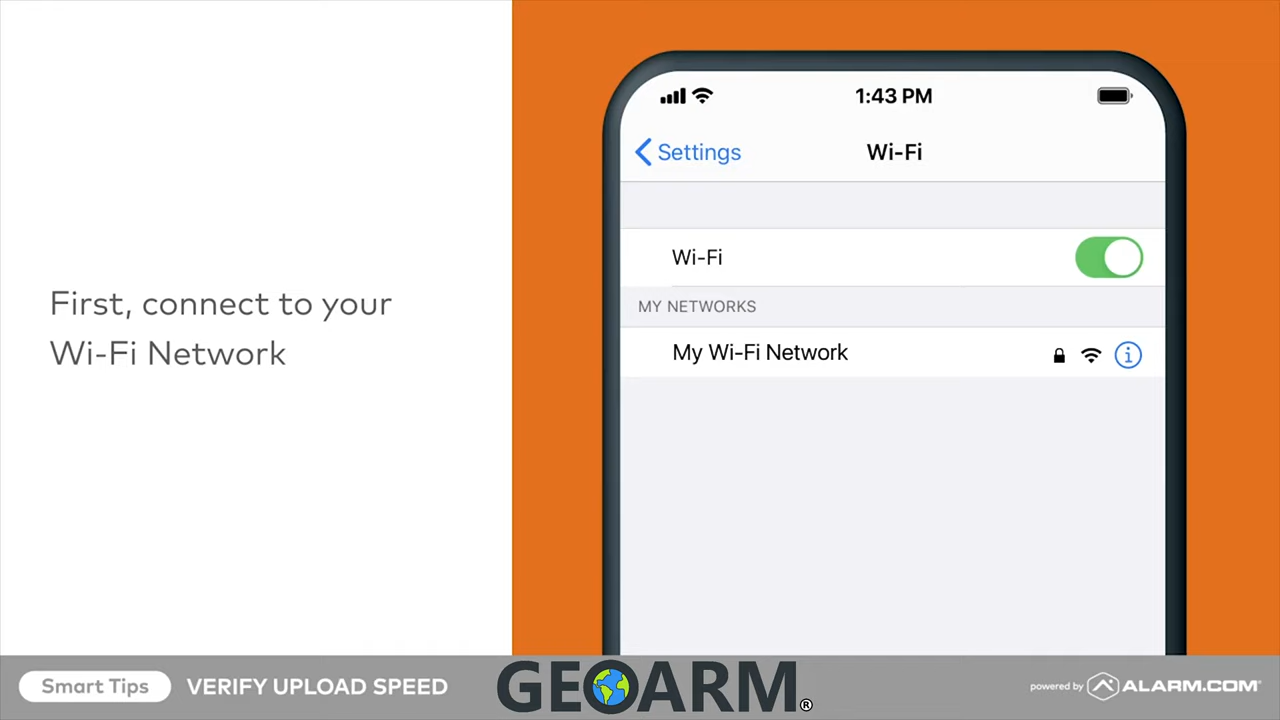 First, connect to your
Wi-Fi Network
1:43 PM
Settings
Wi-Fi
Wi-Fi
MY NETWORKS
My Wi-Fi Network
Smart Tips
VERIFY UPLOAD SPEED
GEOARM®
powered by ALARM.COM®